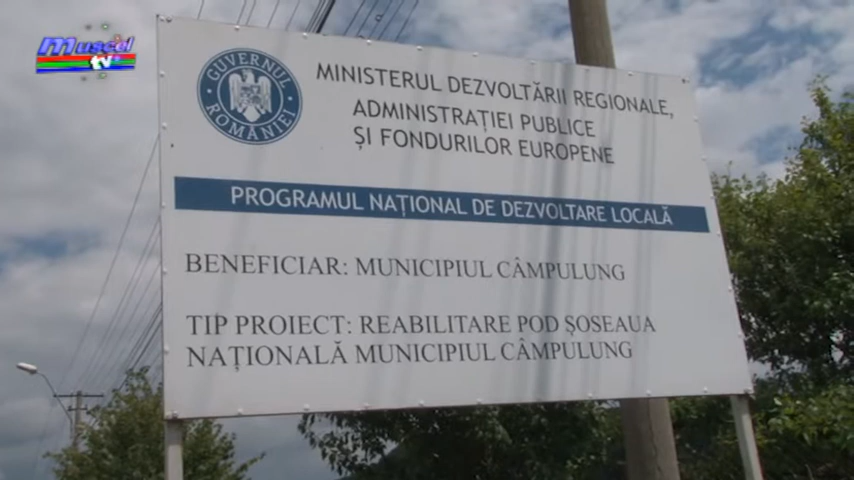 Muscel
tv
GUVERNUL
ROMÂNIEI
MINISTERUL DEZVOLTĂRII REGIONALE,
ADMINISTRAȚIEI PUBLICE
ȘI FONDURILOR EUROPENE
PROGRAMUL NAȚIONAL DE DEZVOLTARE LOCALĂ
BENEFICIAR: MUNICIPIUL CÂMPULUNG
TIP PROIECT: REABILITARE POD ȘOSEAUA
NAȚIONALĂ MUNICIPIUL CÂMPULUNG